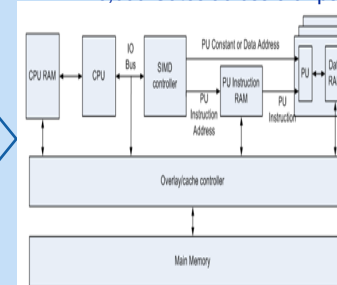 IO
Bus
PU Constant or Data Address
CPU RAM
CPU
SIMD
controller
PU Instruction
RAM
PU
Data
PU
Instruction
Address
PU
Instruction
Overlay/cache controller
Main Memory